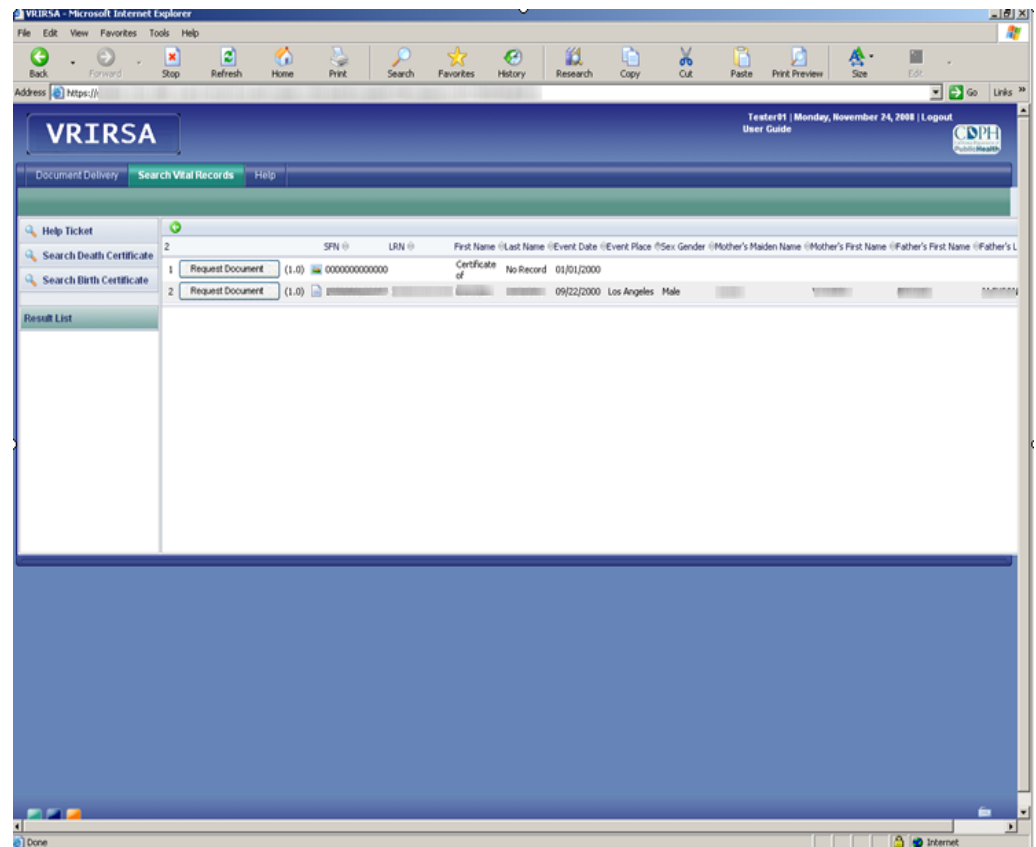 VRIRSA - Microsoft Internet Explorer
File Edit View Favorites Tools Help
Back Forward Stop Refresh Home Print Search Favorites History Research Copy Cut Paste Print Preview Size Edit
Address https:// Go Links »
Tester01 | Monday, November 24, 2008 | Logout
User Guide
VRIRSA
CDPH
PublicHealth
Document Delivery Search Vital Records Help
Help Ticket
Search Death Certificate
Search Birth Certificate
Result List
2 SFN LRN First Name Last Name Event Date Event Place Sex Gender Mother's Maiden Name Mother's First Name Father's First Name Father's L
1 Request Document (1.0) 0000000000000 Certificate of No Record 01/01/2000
2 Request Document (1.0) 09/22/2000 Los Angeles Male
Done Internet